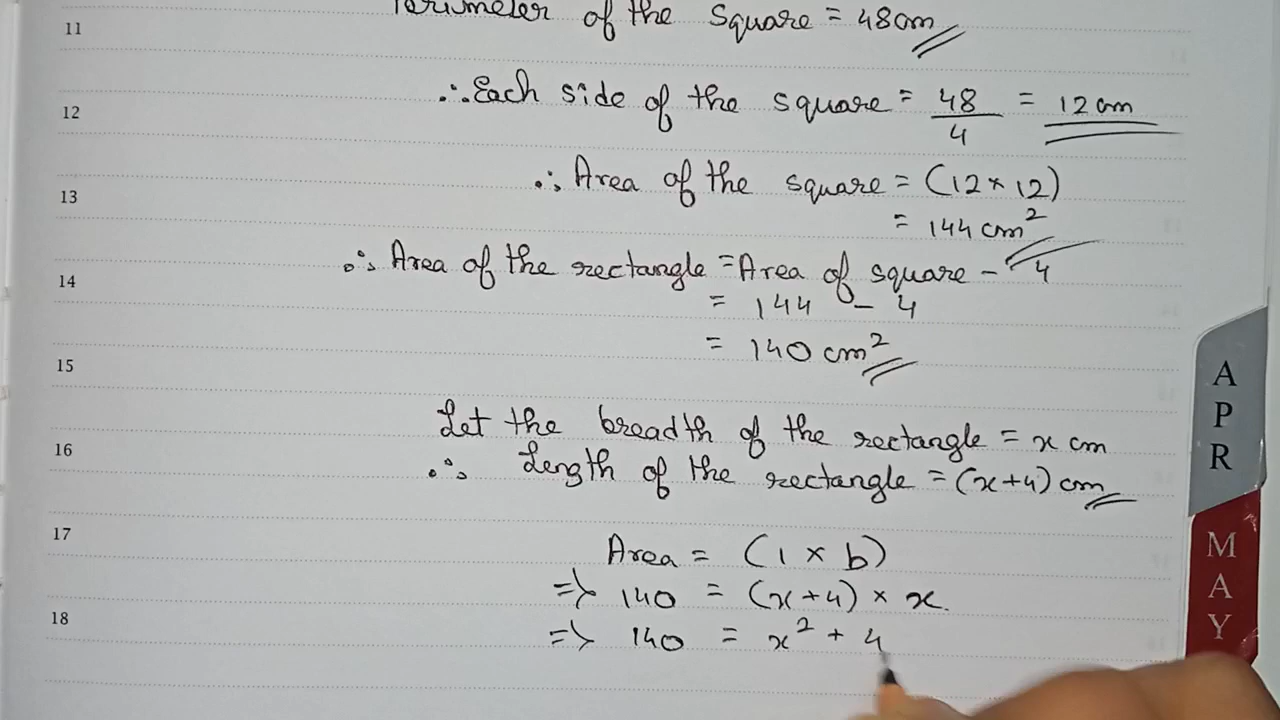 11
Perimeter of the square = 48cm
∴ Each side of the square = 48/4 = 12cm
12
∴ Area of the square = (12 × 12)
13
= 144 cm²
∴ Area of the rectangle = Area of square - 4
14
= 144 - 4
= 140 cm²
15
Let the breadth of the rectangle = x cm
16
∴ Length of the rectangle = (x+4) cm
17
Area = (l × b)
=> 140 = (x+4) × x.
18
=> 140 = x² + 4
APR
MAY